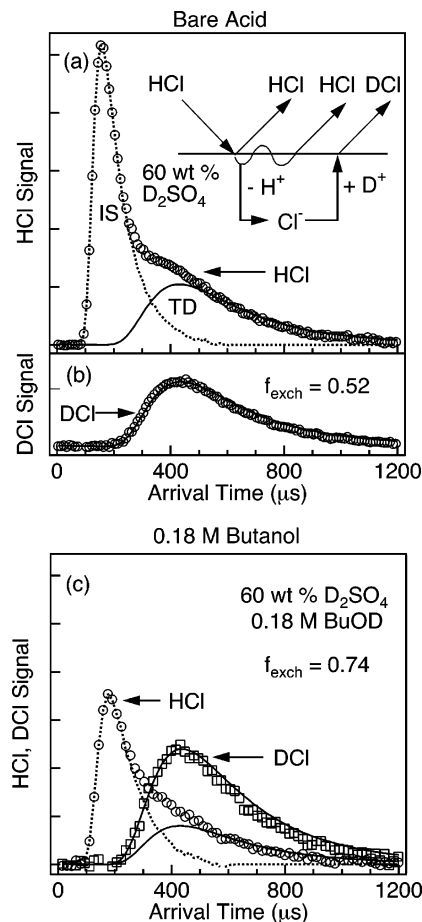 Bare Acid
(a)
HCl HCl HCl DCl
60 wt %
D₂SO₄
- H⁺
+ D⁺
Cl⁻
IS
HCl
TD
HCl Signal
(b)
DCl
f_exch = 0.52
DCl Signal
0 400 800 1200
Arrival Time (μs)
0.18 M Butanol
(c)
60 wt % D₂SO₄
0.18 M BuOD
f_exch = 0.74
HCl
DCl
HCl, DCl Signal
0 400 800 1200
Arrival Time (μs)